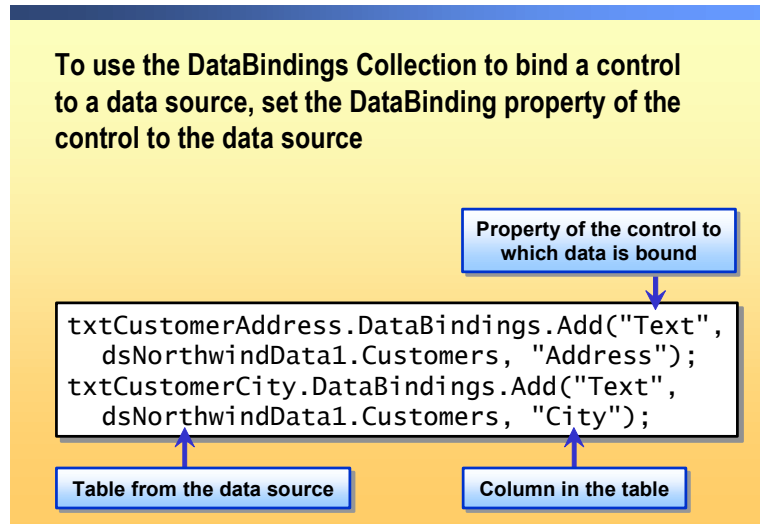 To use the DataBindings Collection to bind a control
to a data source, set the DataBinding property of the
control to the data source
Property of the control to
which data is bound
txtCustomerAddress.DataBindings.Add("Text",
dsNorthwindData1.Customers, "Address");
txtCustomerCity.DataBindings.Add("Text",
dsNorthwindData1.Customers, "City");
Table from the data source
Column in the table